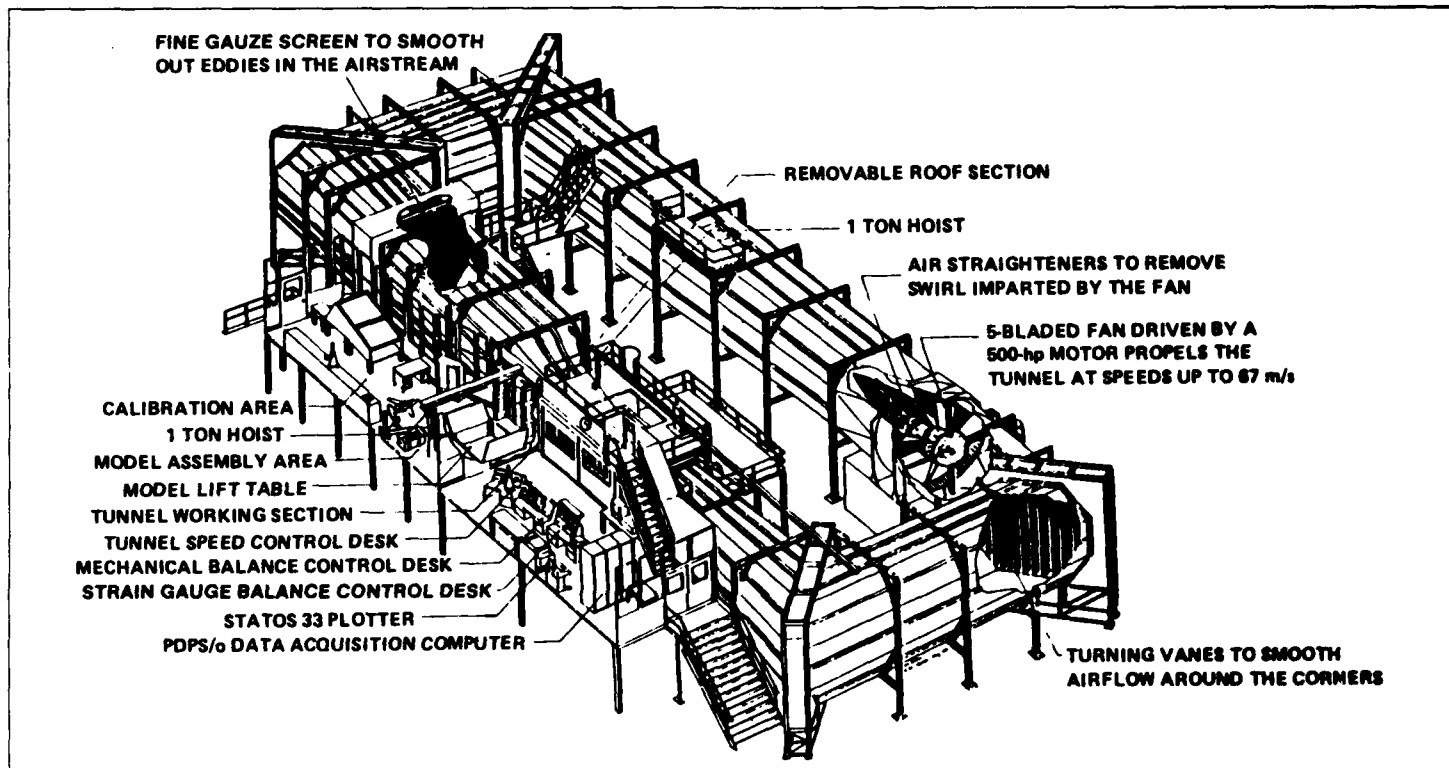 FINE GAUZE SCREEN TO SMOOTH
OUT EDDIES IN THE AIRSTREAM
REMOVABLE ROOF SECTION
1 TON HOIST
AIR STRAIGHTENERS TO REMOVE
SWIRL IMPARTED BY THE FAN
5-BLADED FAN DRIVEN BY A
500-hp MOTOR PROPELS THE
TUNNEL AT SPEEDS UP TO 67 m/s
CALIBRATION AREA
1 TON HOIST
MODEL ASSEMBLY AREA
MODEL LIFT TABLE
TUNNEL WORKING SECTION
TUNNEL SPEED CONTROL DESK
MECHANICAL BALANCE CONTROL DESK
STRAIN GAUGE BALANCE CONTROL DESK
STATOS 33 PLOTTER
PDPS/o DATA ACQUISITION COMPUTER
TURNING VANES TO SMOOTH
AIRFLOW AROUND THE CORNERS